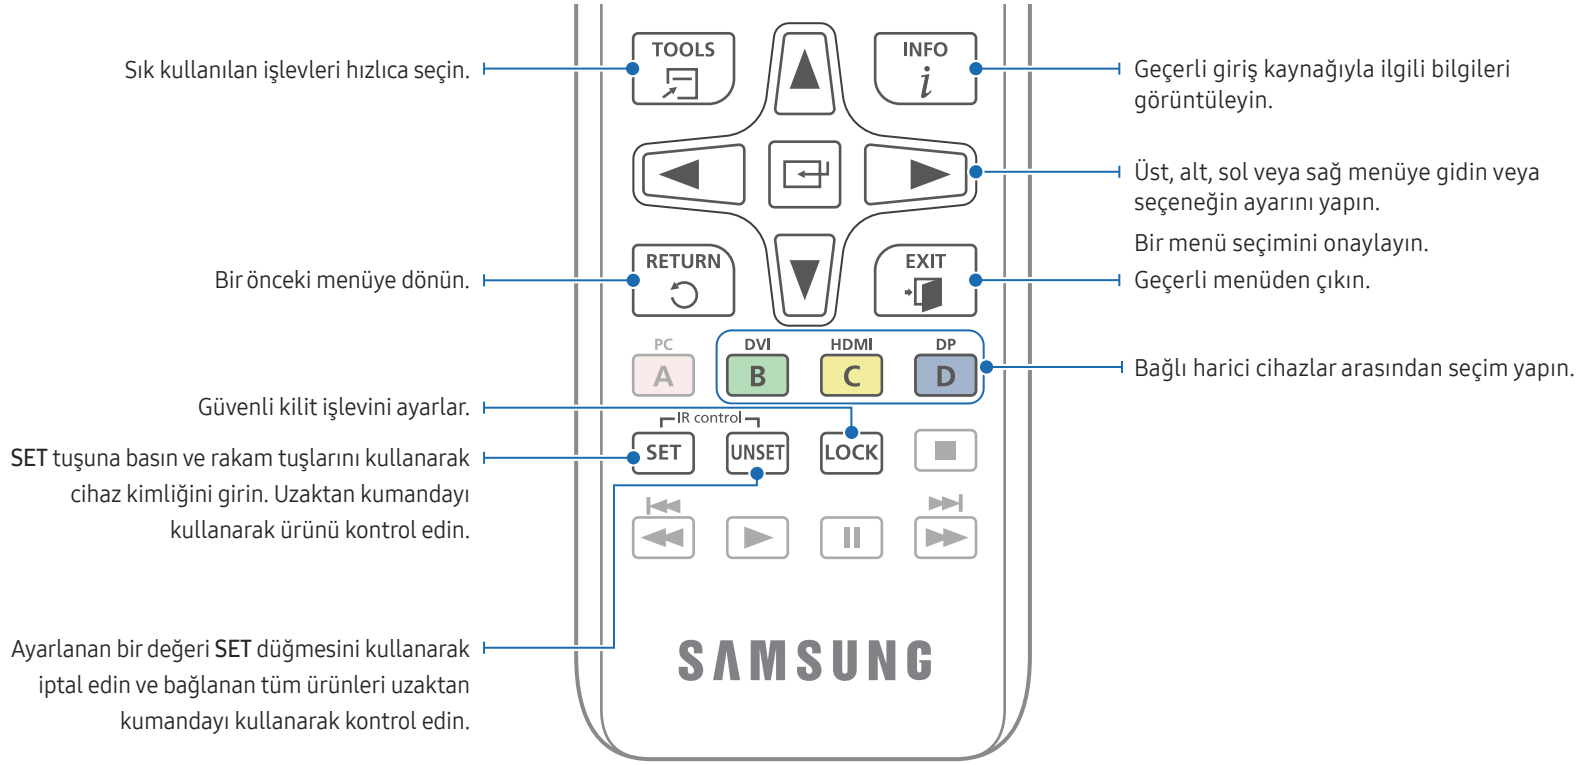 TOOLS
INFO
i
Sık kullanılan işlevleri hızlıca seçin.
Geçerli giriş kaynağıyla ilgili bilgileri
görüntüleyin.
Üst, alt, sol veya sağ menüye gidin veya
seçeneğin ayarını yapın.
Bir menü seçimini onaylayın.
RETURN
EXIT
Bir önceki menüye dönün.
Geçerli menüden çıkın.
PC
DVI
HDMI
DP
A
B
C
D
Bağlı harici cihazlar arasından seçim yapın.
Güvenli kilit işlevini ayarlar.
IR control
SET
UNSET
LOCK
SET tuşuna basın ve rakam tuşlarını kullanarak
cihaz kimliğini girin. Uzaktan kumandayı
kullanarak ürünü kontrol edin.
Ayarlanan bir değeri SET düğmesini kullanarak
iptal edin ve bağlanan tüm ürünleri uzaktan
kumandayı kullanarak kontrol edin.
SAMSUNG